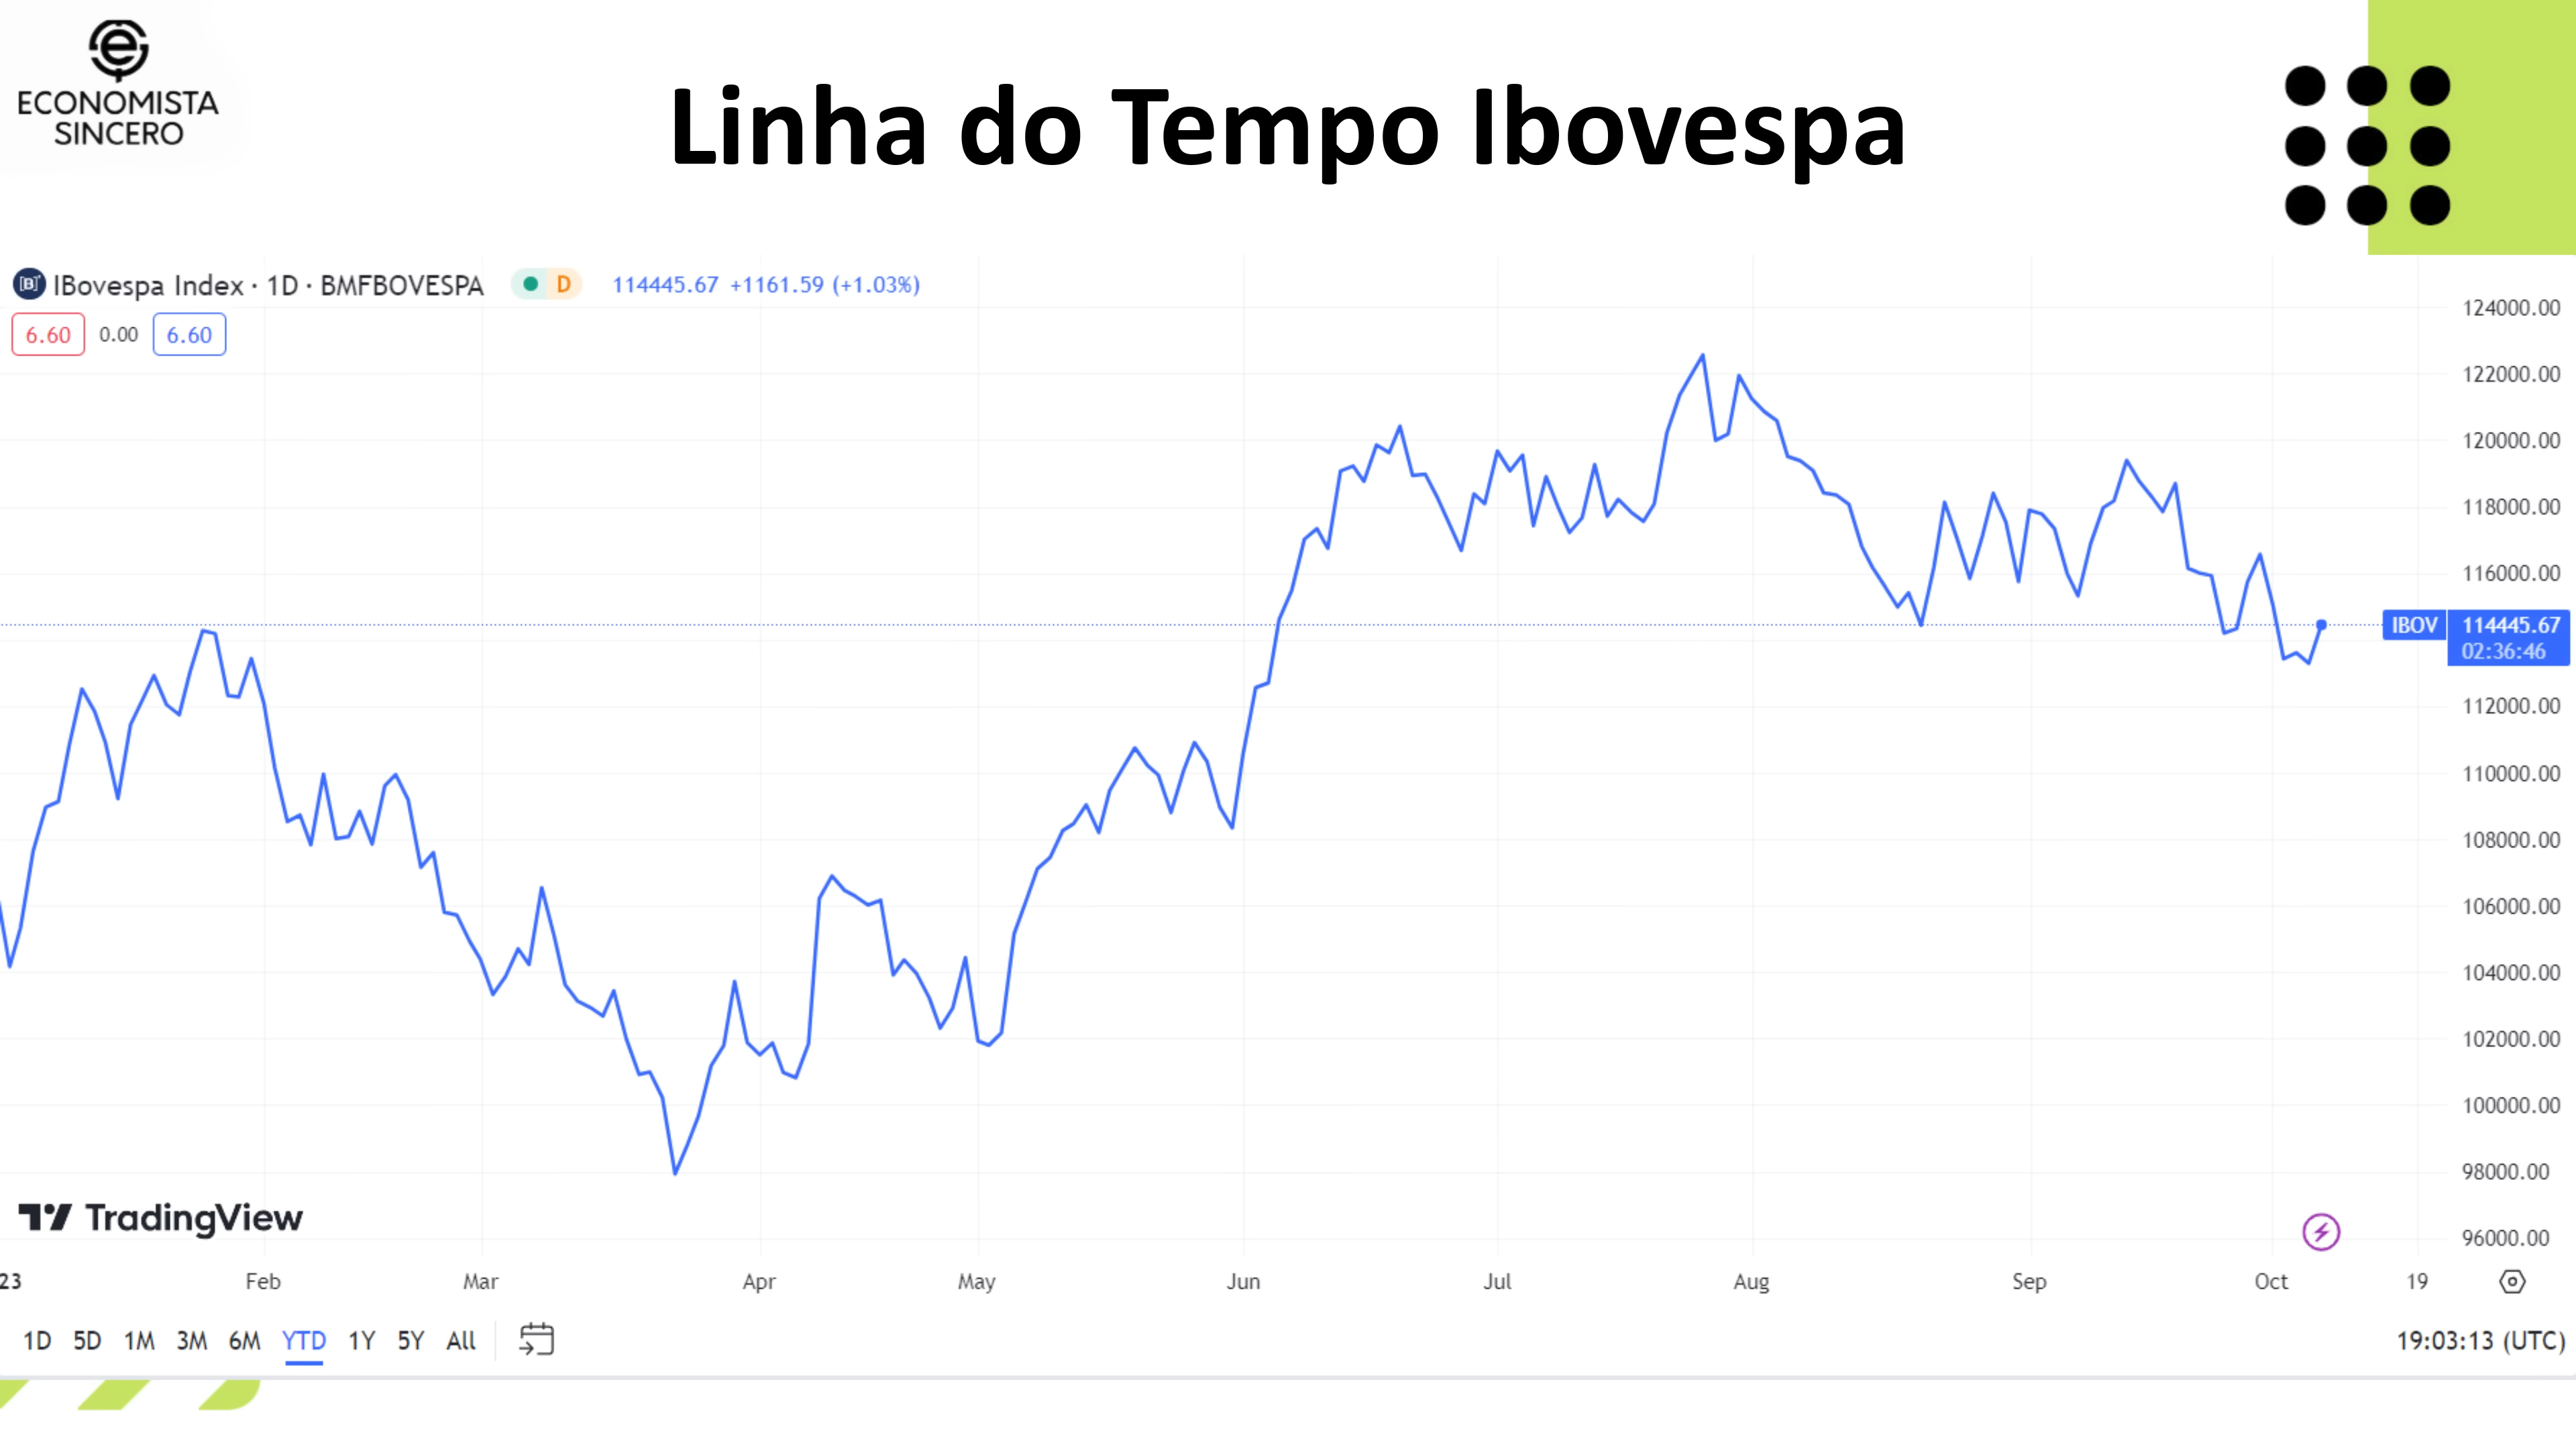 ECONOMISTA
SINCERO
Linha do Tempo Ibovespa
IBovespa Index · 1D · BMFBOVESPA D 114445.67 +1161.59 (+1.03%)
6.60 0.00 6.60
124000.00
122000.00
120000.00
118000.00
116000.00
IBOV 114445.67
02:36:46
112000.00
110000.00
108000.00
106000.00
104000.00
102000.00
100000.00
98000.00
96000.00
TradingView
23 Feb Mar Apr May Jun Jul Aug Sep Oct 19
1D 5D 1M 3M 6M YTD 1Y 5Y All 19:03:13 (UTC)